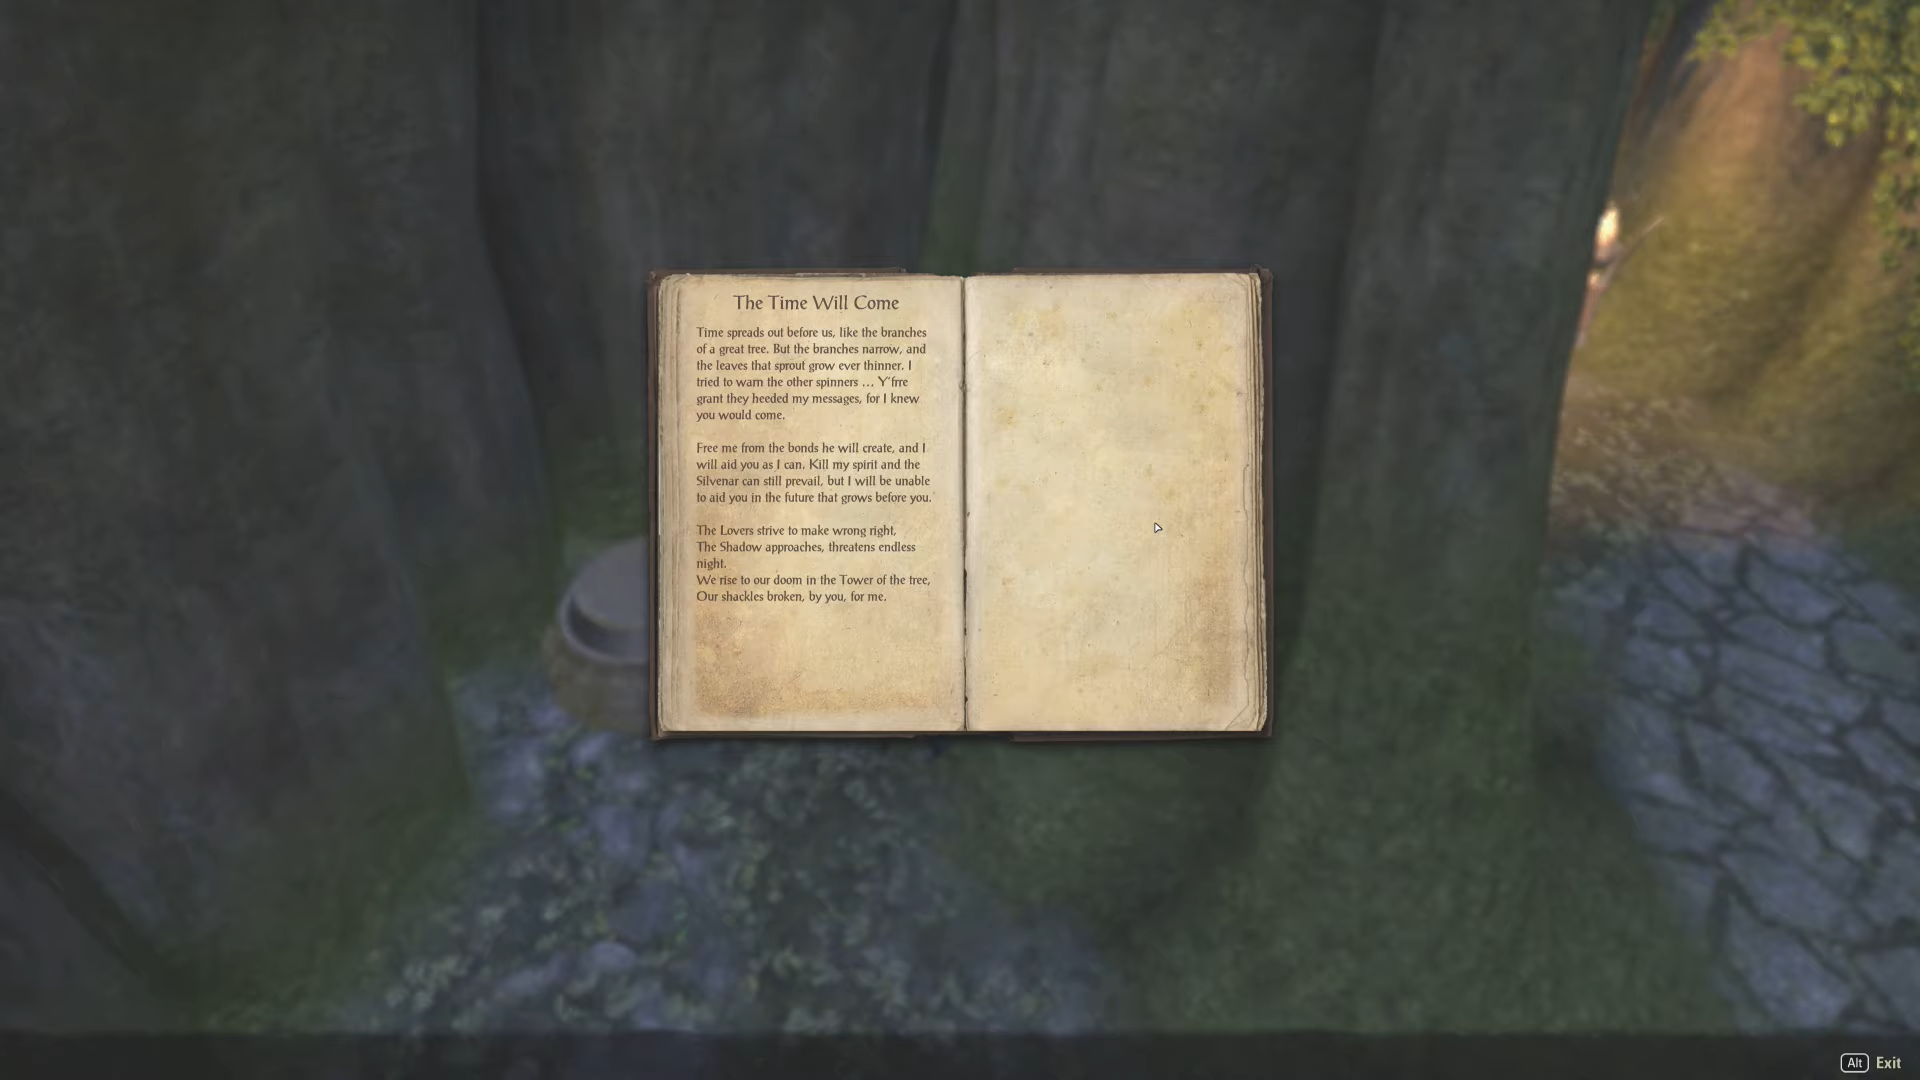 The Time Will Come
Time spreads out before us, like the branches
of a great tree. But the branches narrow, and
the leaves that sprout grow ever thinner. I
tried to warn the other spinners ... Y'frre
grant they heeded my messages, for I knew
you would come.
Free me from the bonds he will create, and I
will aid you as I can. Kill my spirit and the
Silvenar can still prevail, but I will be unable
to aid you in the future that grows before you.
The Lovers strive to make wrong right,
The Shadow approaches, threatens endless
night.
We rise to our doom in the Tower of the tree,
Our shackles broken, by you, for me.
Alt Exit